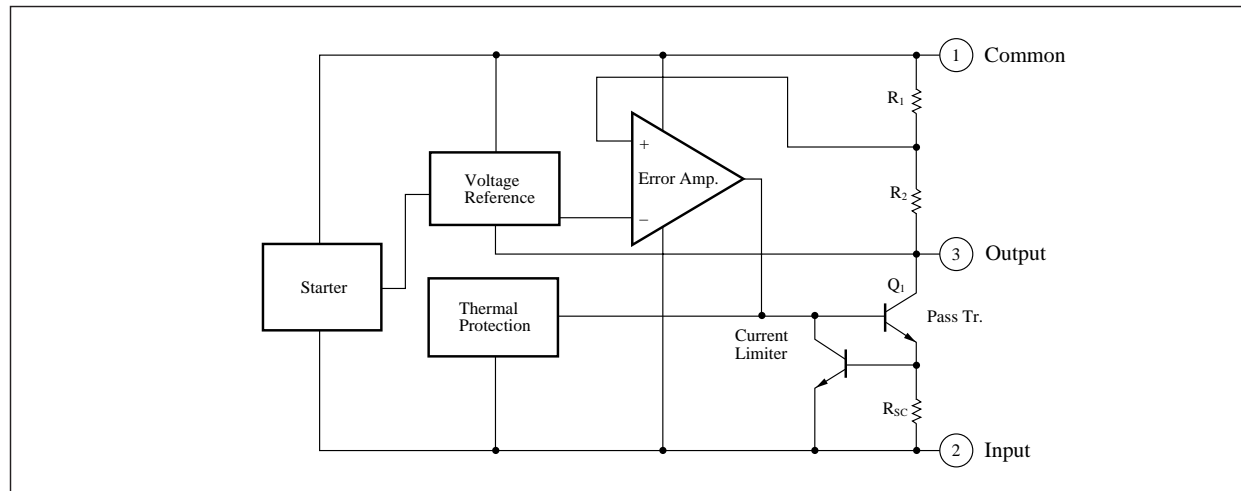 1 Common
R1
+
Voltage
Reference
Error Amp.
R2
−
3 Output
Starter
Q1
Thermal
Protection
Pass Tr.
Current
Limiter
RSC
2 Input